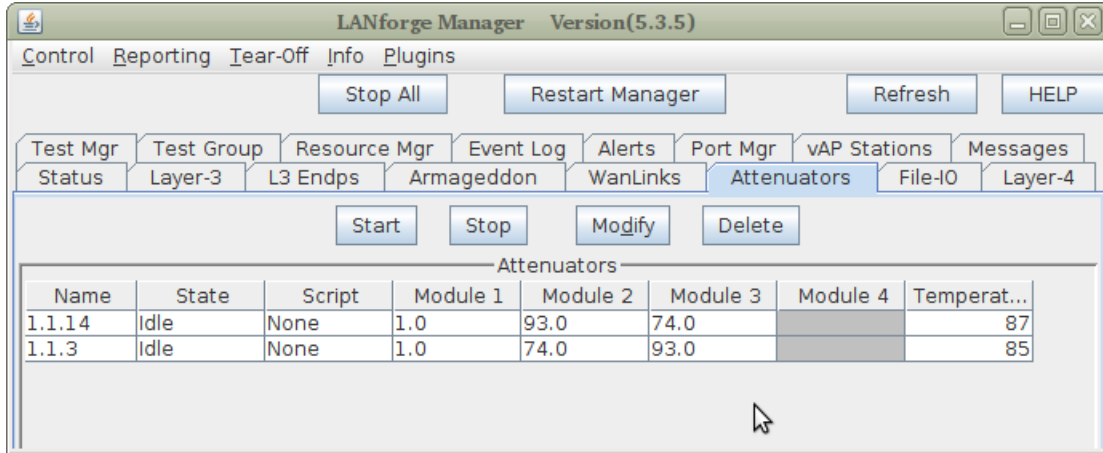 LANforge Manager Version(5.3.5)
Control Reporting Tear-Off Info Plugins
Stop All Restart Manager Refresh HELP
Test Mgr Test Group Resource Mgr Event Log Alerts Port Mgr vAP Stations Messages
Status Layer-3 L3 Endps Armageddon WanLinks Attenuators File-IO Layer-4
Start Stop Modify Delete
Attenuators
Name State Script Module 1 Module 2 Module 3 Module 4 Temperat...
1.1.14 Idle None 1.0 93.0 74.0 87
1.1.3 Idle None 1.0 74.0 93.0 85